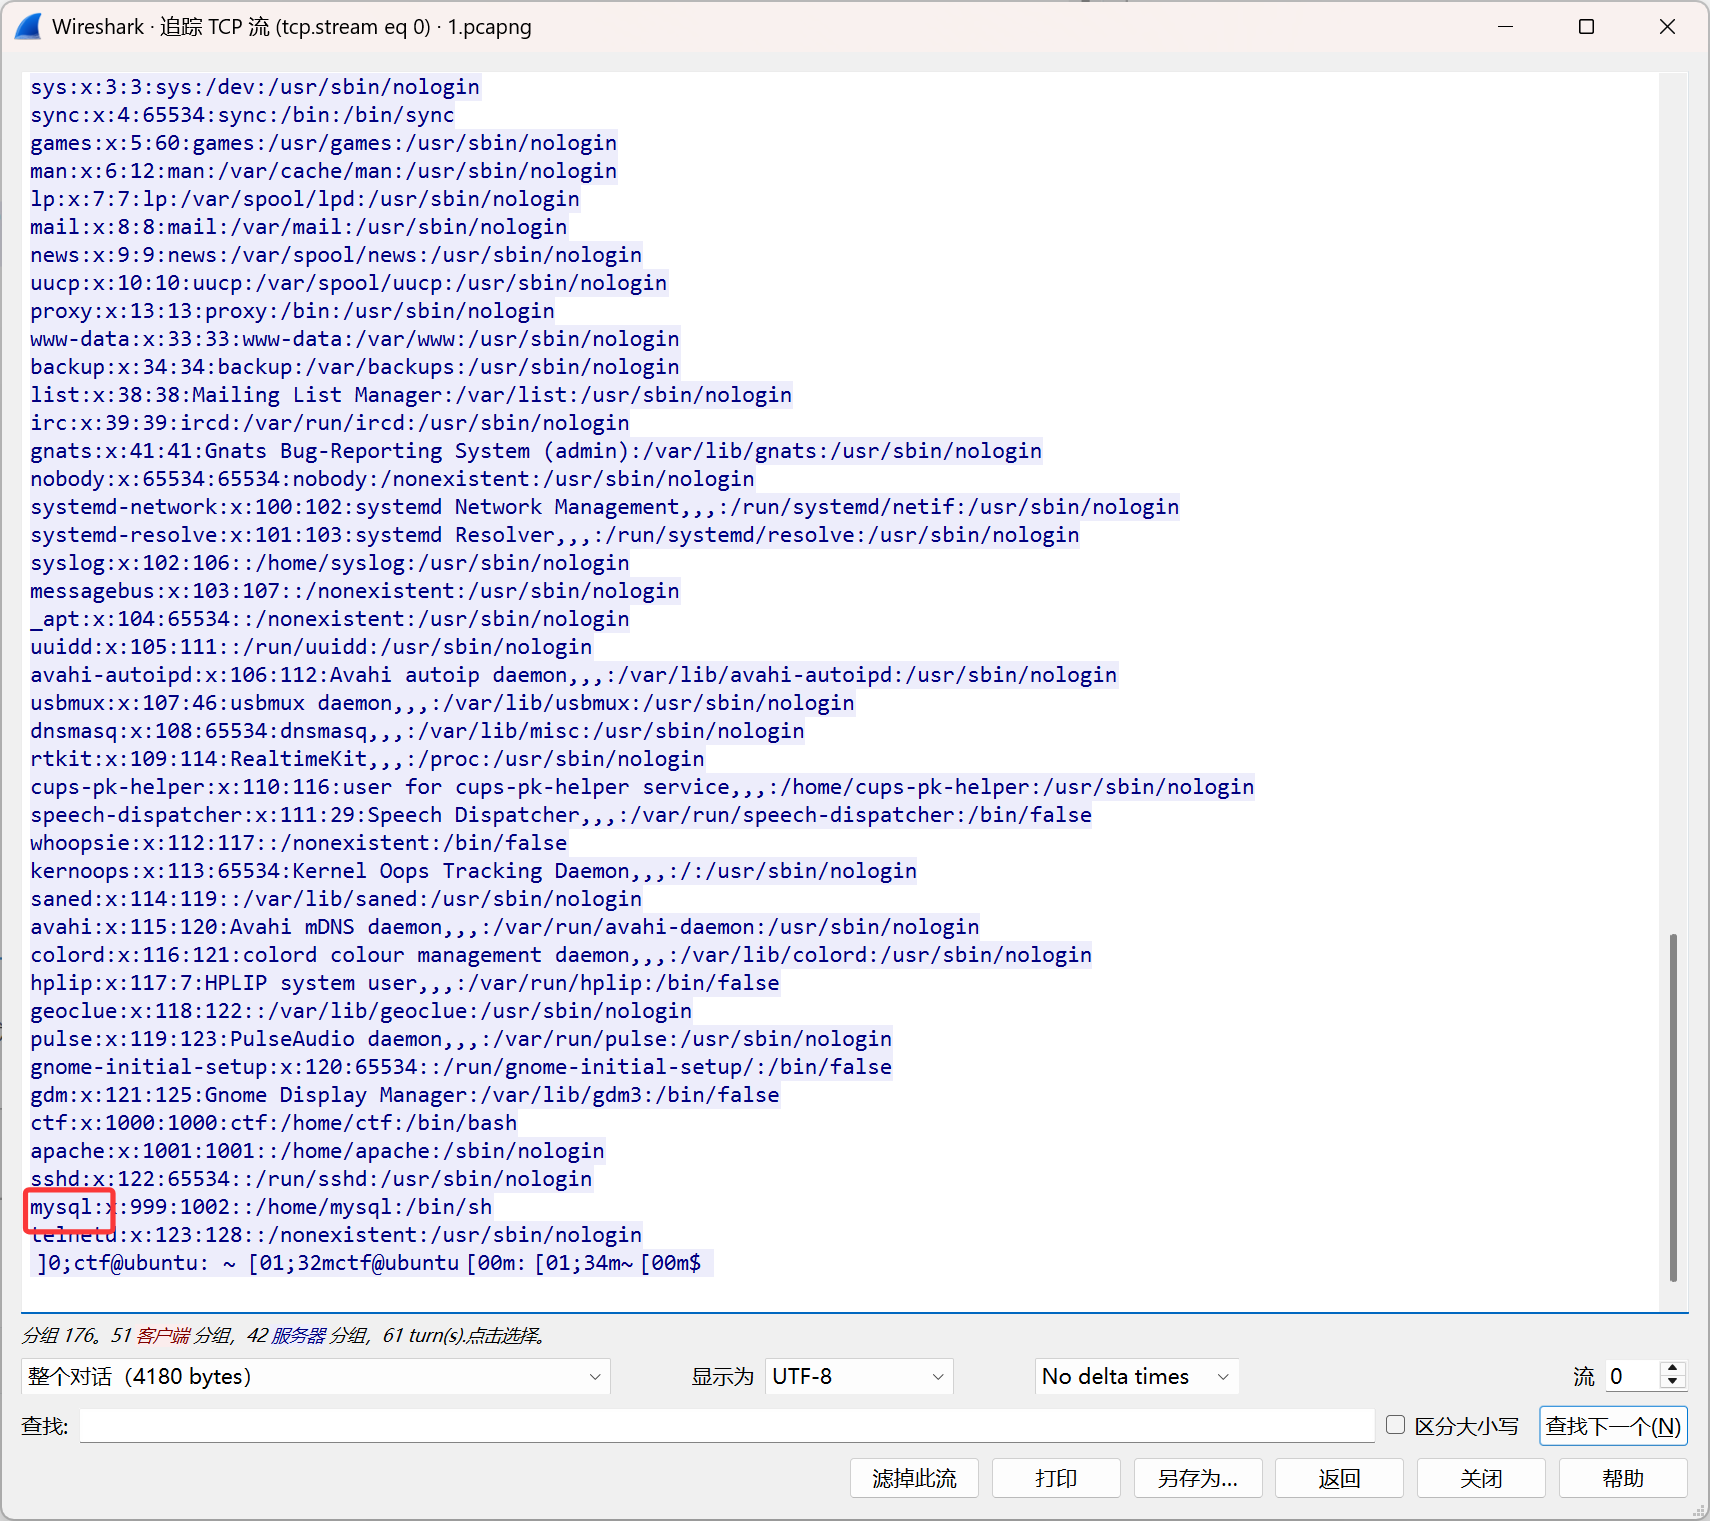 Wireshark · 追踪 TCP 流 (tcp.stream eq 0) · 1.pcapng
sys:x:3:3:sys:/dev:/usr/sbin/nologin
sync:x:4:65534:sync:/bin:/bin/sync
games:x:5:60:games:/usr/games:/usr/sbin/nologin
man:x:6:12:man:/var/cache/man:/usr/sbin/nologin
lp:x:7:7:lp:/var/spool/lpd:/usr/sbin/nologin
mail:x:8:8:mail:/var/mail:/usr/sbin/nologin
news:x:9:9:news:/var/spool/news:/usr/sbin/nologin
uucp:x:10:10:uucp:/var/spool/uucp:/usr/sbin/nologin
proxy:x:13:13:proxy:/bin:/usr/sbin/nologin
www-data:x:33:33:www-data:/var/www:/usr/sbin/nologin
backup:x:34:34:backup:/var/backups:/usr/sbin/nologin
list:x:38:38:Mailing List Manager:/var/list:/usr/sbin/nologin
irc:x:39:39:ircd:/var/run/ircd:/usr/sbin/nologin
gnats:x:41:41:Gnats Bug-Reporting System (admin):/var/lib/gnats:/usr/sbin/nologin
nobody:x:65534:65534:nobody:/nonexistent:/usr/sbin/nologin
systemd-network:x:100:102:systemd Network Management,,,:/run/systemd/netif:/usr/sbin/nologin
systemd-resolve:x:101:103:systemd Resolver,,,:/run/systemd/resolve:/usr/sbin/nologin
syslog:x:102:106::/home/syslog:/usr/sbin/nologin
messagebus:x:103:107::/nonexistent:/usr/sbin/nologin
_apt:x:104:65534::/nonexistent:/usr/sbin/nologin
uuidd:x:105:111::/run/uuidd:/usr/sbin/nologin
avahi-autoipd:x:106:112:Avahi autoip daemon,,,:/var/lib/avahi-autoipd:/usr/sbin/nologin
usbmux:x:107:46:usbmux daemon,,,:/var/lib/usbmux:/usr/sbin/nologin
dnsmasq:x:108:65534:dnsmasq,,,:/var/lib/misc:/usr/sbin/nologin
rtkit:x:109:114:RealtimeKit,,,:/proc:/usr/sbin/nologin
cups-pk-helper:x:110:116:user for cups-pk-helper service,,,:/home/cups-pk-helper:/usr/sbin/nologin
speech-dispatcher:x:111:29:Speech Dispatcher,,,:/var/run/speech-dispatcher:/bin/false
whoopsie:x:112:117::/nonexistent:/bin/false
kernoops:x:113:65534:Kernel Oops Tracking Daemon,,,:/:/usr/sbin/nologin
saned:x:114:119::/var/lib/saned:/usr/sbin/nologin
avahi:x:115:120:Avahi mDNS daemon,,,:/var/run/avahi-daemon:/usr/sbin/nologin
colord:x:116:121:colord colour management daemon,,,:/var/lib/colord:/usr/sbin/nologin
hplip:x:117:7:HPLIP system user,,,:/var/run/hplip:/bin/false
geoclue:x:118:122::/var/lib/geoclue:/usr/sbin/nologin
pulse:x:119:123:PulseAudio daemon,,,:/var/run/pulse:/usr/sbin/nologin
gnome-initial-setup:x:120:65534::/run/gnome-initial-setup/:/bin/false
gdm:x:121:125:Gnome Display Manager:/var/lib/gdm3:/bin/false
ctf:x:1000:1000:ctf:/home/ctf:/bin/bash
apache:x:1001:1001::/home/apache:/sbin/nologin
sshd:x:122:65534::/run/sshd:/usr/sbin/nologin
mysql:x:999:1002::/home/mysql:/bin/sh
telnetd:x:123:128::/nonexistent:/usr/sbin/nologin
]0;ctf@ubuntu: ~ [01;32mctf@ubuntu [00m: [01;34m~ [00m$
分组 176。51 客户端 分组，42 服务器 分组，61 turn(s).点击选择。
整个对话（4180 bytes） 显示为 UTF-8 No delta times 流 0
查找: 区分大小写 查找下一个(N)
滤掉此流 打印 另存为... 返回 关闭 帮助